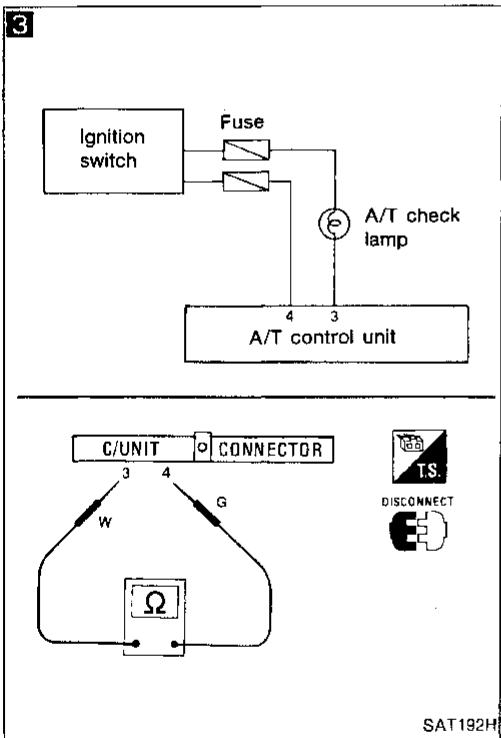 3
Ignition
switch
Fuse
A/T check
lamp
4 3
A/T control unit
C/UNIT CONNECTOR
3 4
W G
Ω
T.S.
DISCONNECT
SAT192H